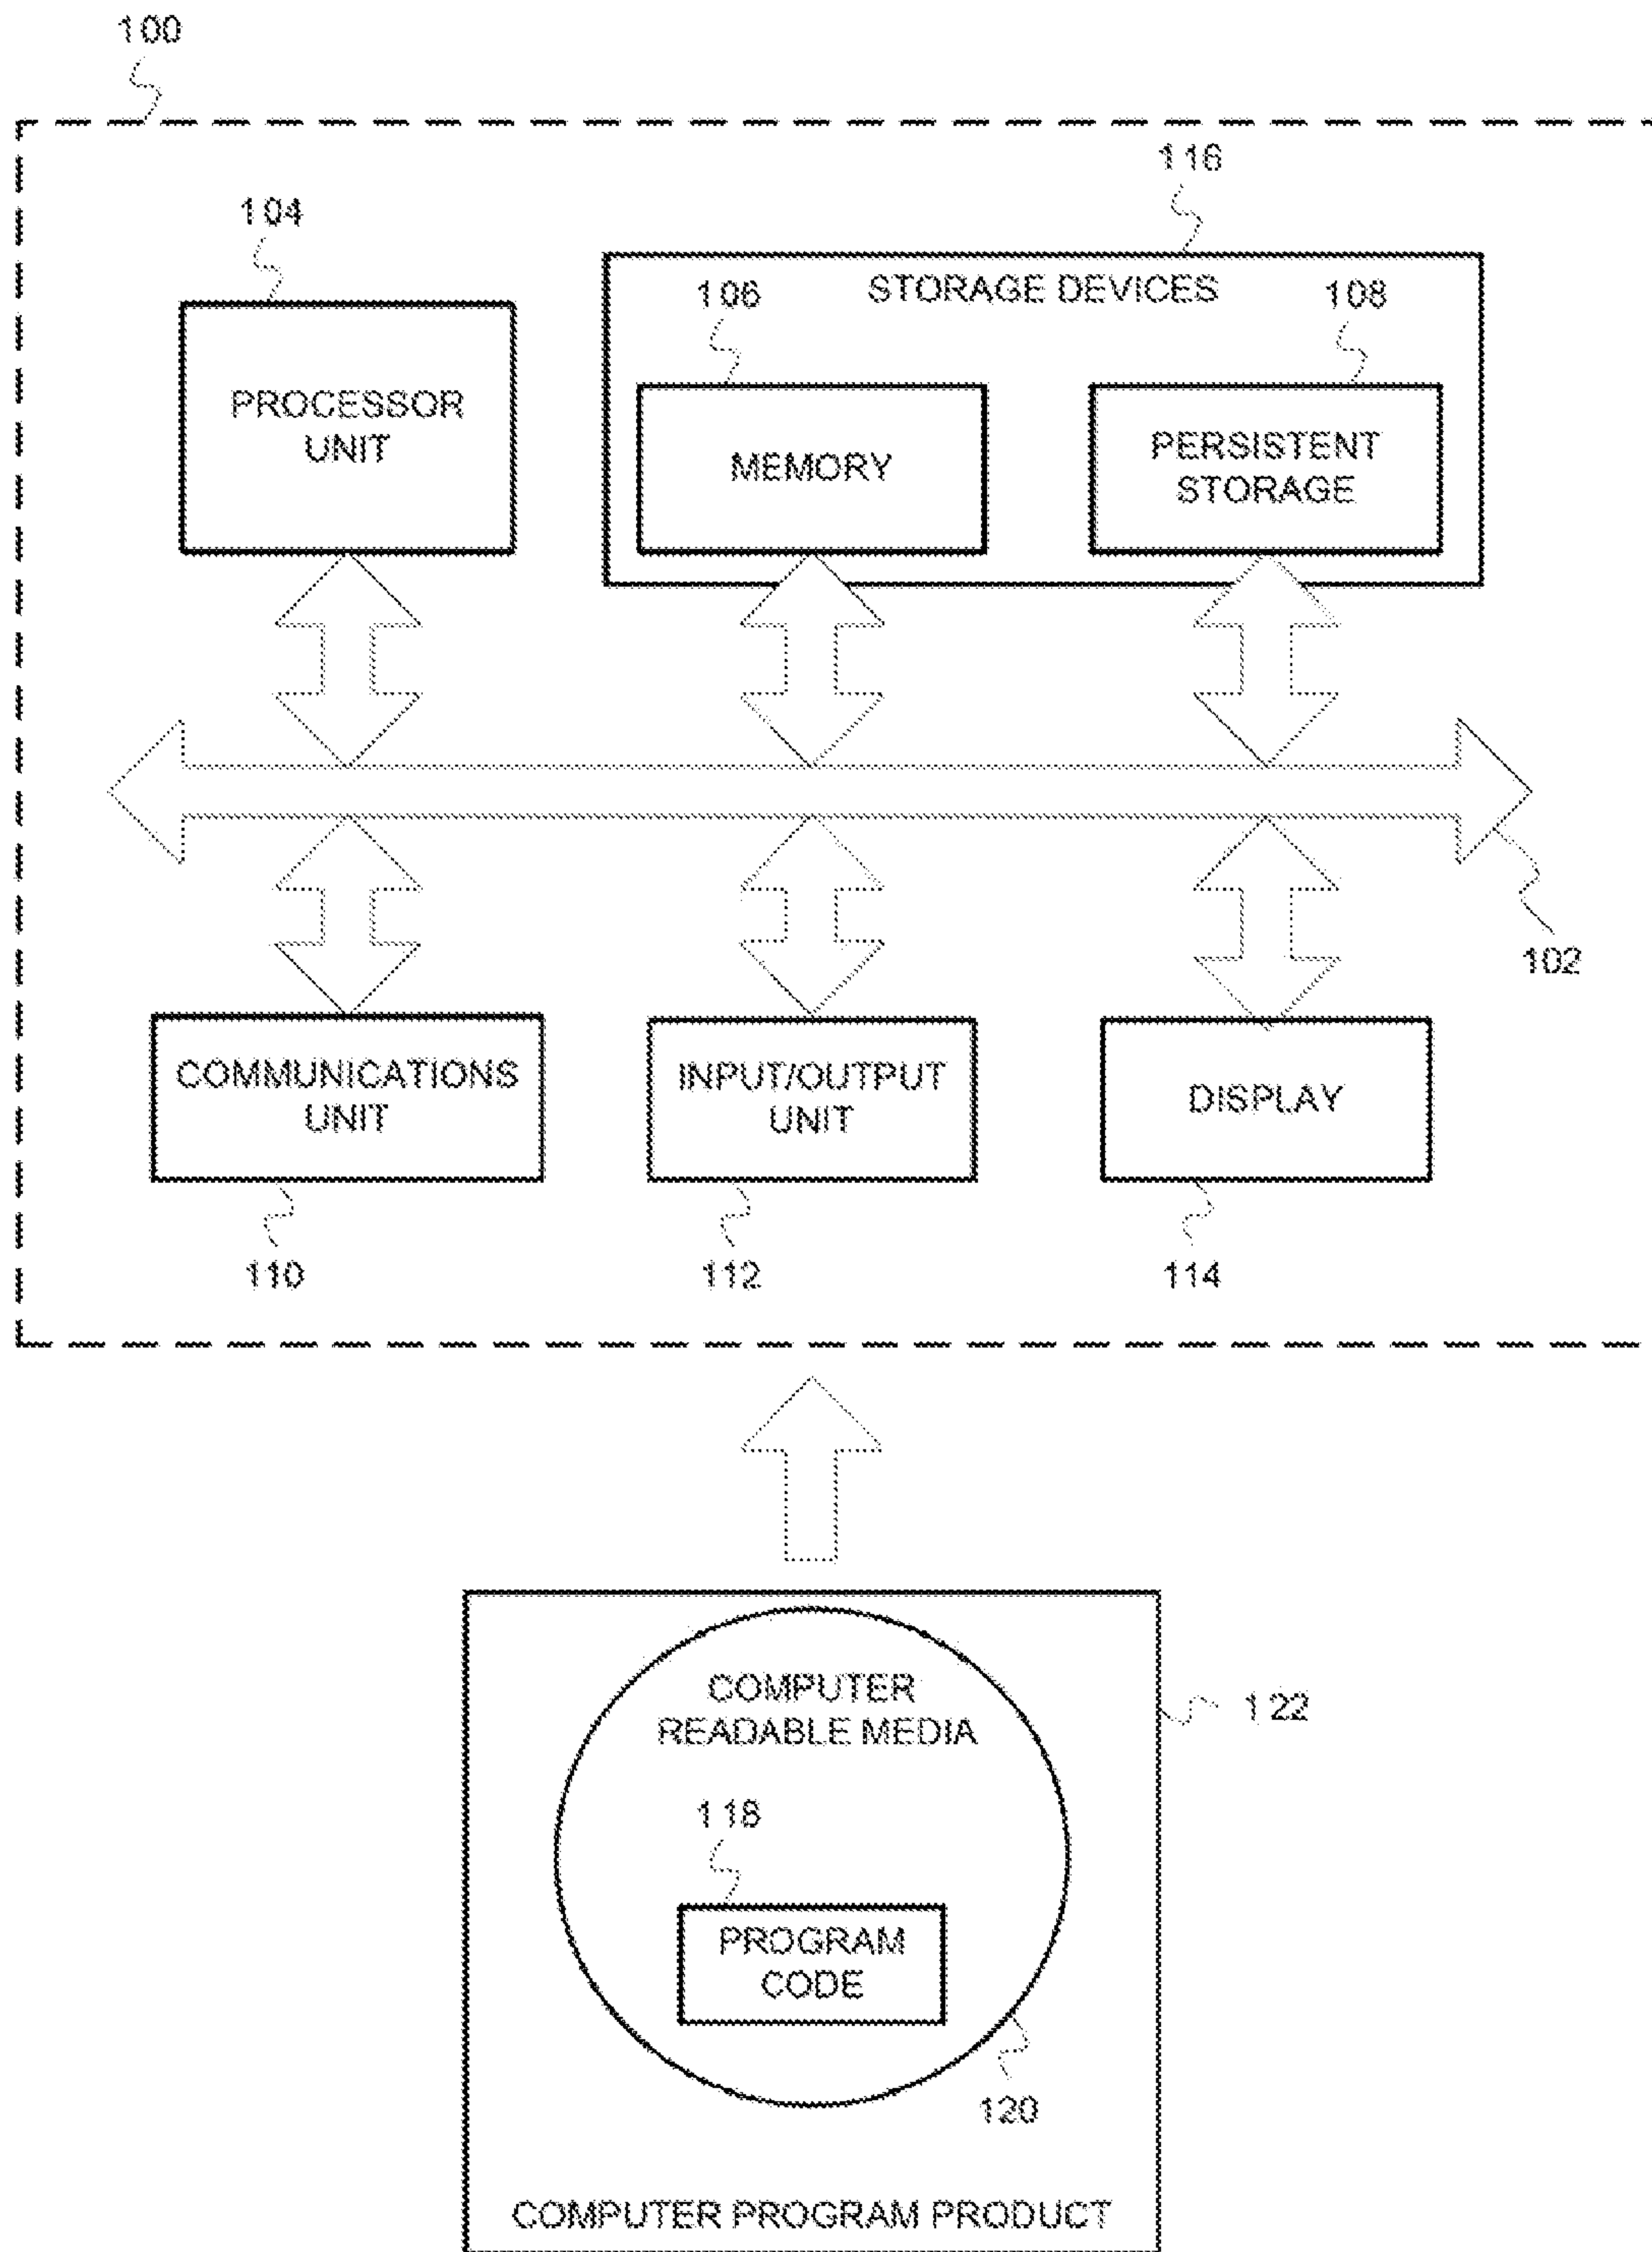 100
116
104
STORAGE DEVICES
106
108
PROCESSOR
UNIT
MEMORY
PERSISTENT
STORAGE
102
COMMUNICATIONS
UNIT
INPUT/OUTPUT
UNIT
DISPLAY
110
112
114
COMPUTER
READABLE MEDIA
122
118
PROGRAM
CODE
120
COMPUTER PROGRAM PRODUCT